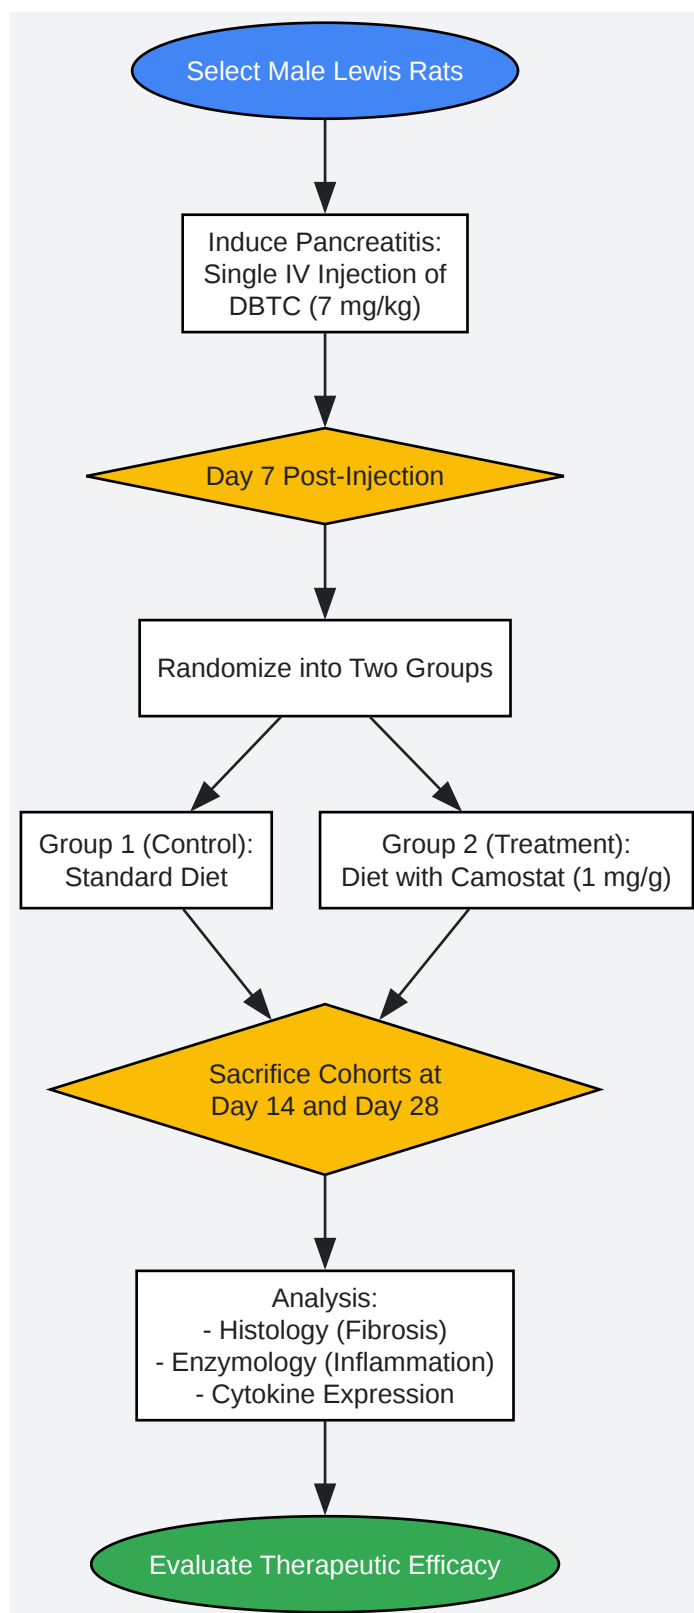 Select Male Lewis Rats
Induce Pancreatitis:
Single IV Injection of
DBTC (7 mg/kg)
Day 7 Post-Injection
Randomize into Two Groups
Group 1 (Control):
Standard Diet
Group 2 (Treatment):
Diet with Camostat (1 mg/g)
Sacrifice Cohorts at
Day 14 and Day 28
Analysis:
- Histology (Fibrosis)
- Enzymology (Inflammation)
- Cytokine Expression
Evaluate Therapeutic Efficacy